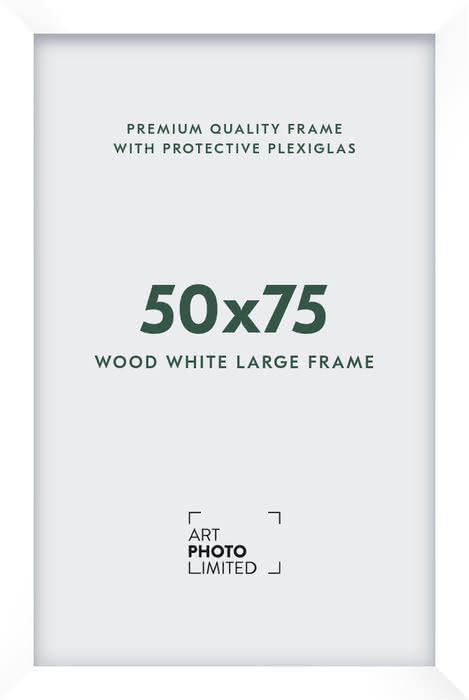 PREMIUM QUALITY FRAME
WITH PROTECTIVE PLEXIGLAS
50x75
WOOD WHITE LARGE FRAME
ART
PHOTO
LIMITED